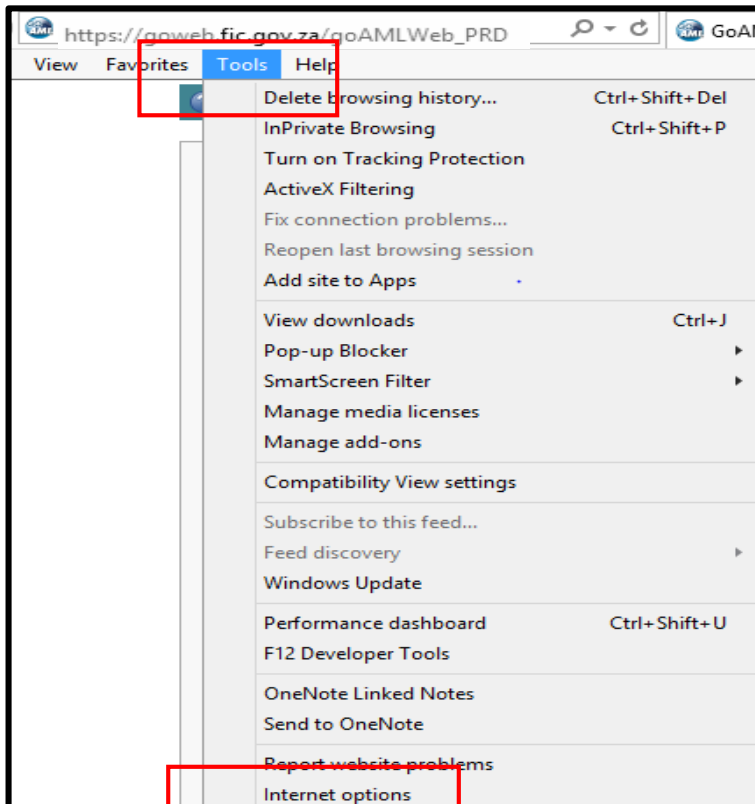 https://goweb.fic.gov.za/goAMLWeb_PRD GoAM
View Favorites Tools Help
Delete browsing history... Ctrl+Shift+Del
InPrivate Browsing Ctrl+Shift+P
Turn on Tracking Protection
ActiveX Filtering
Fix connection problems...
Reopen last browsing session
Add site to Apps
View downloads Ctrl+J
Pop-up Blocker
SmartScreen Filter
Manage media licenses
Manage add-ons
Compatibility View settings
Subscribe to this feed...
Feed discovery
Windows Update
Performance dashboard Ctrl+Shift+U
F12 Developer Tools
OneNote Linked Notes
Send to OneNote
Report website problems
Internet options